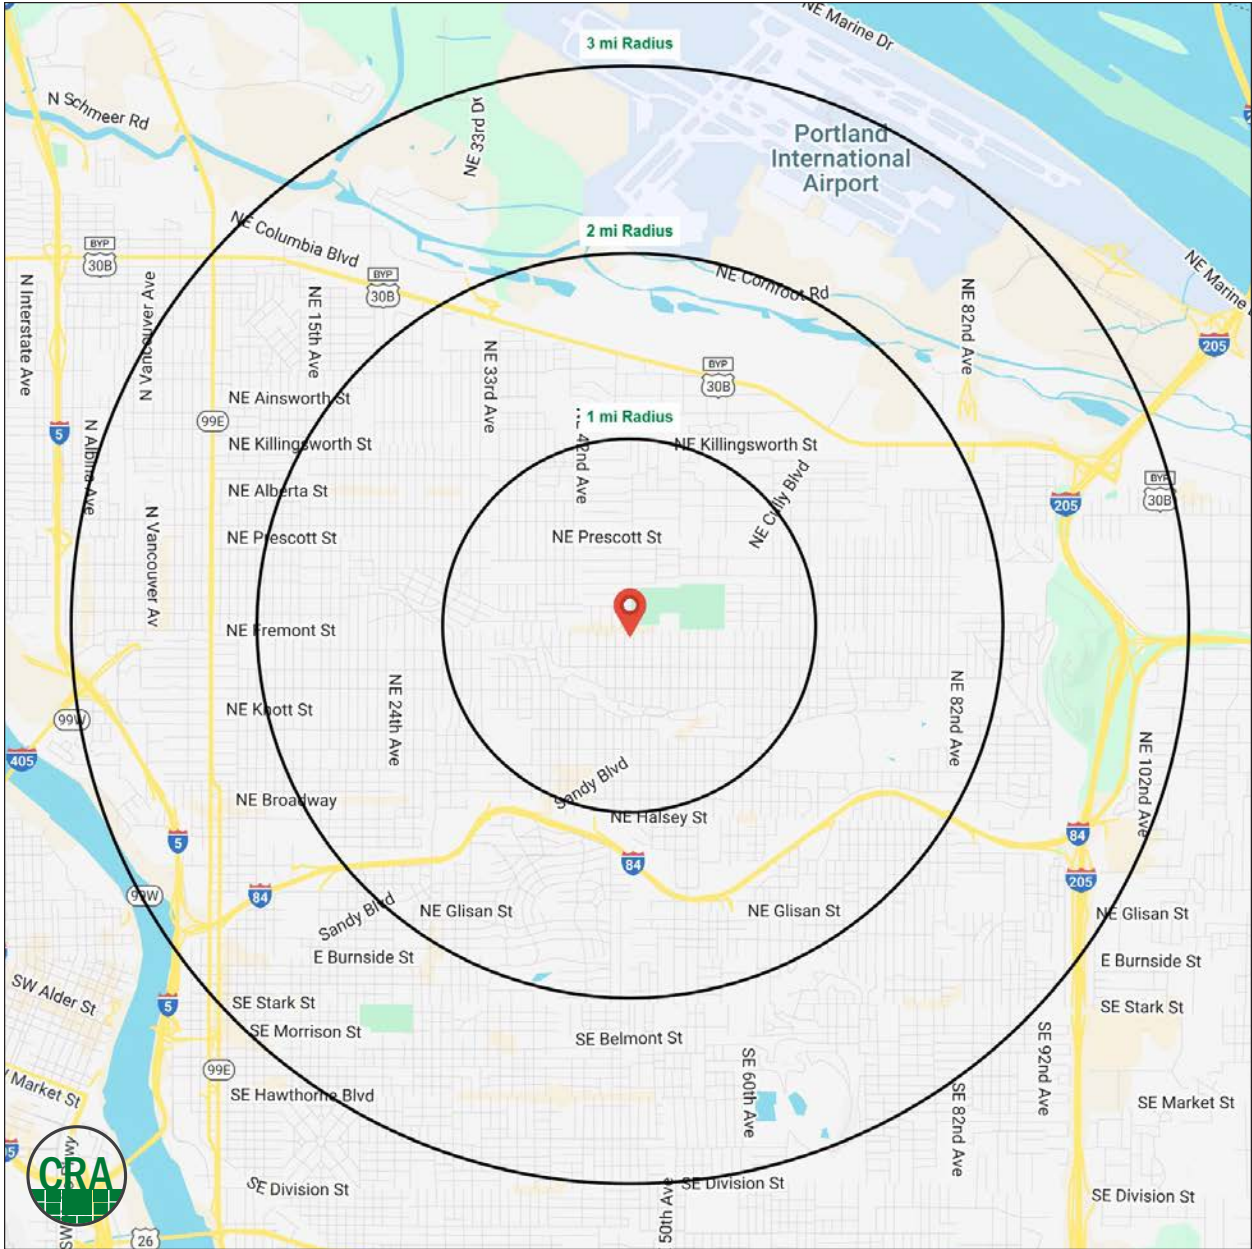 NE Marine Dr
3 mi Radius
N Schmeer Rd
NE 33rd Dr
Portland
International
Airport
2 mi Radius
NE Columbia Blvd
BYP
30B
BYP
30B
NE Cornfoot Rd
NE Marine
N Interstate Ave
N Vancouver Ave
NE 15th Ave
NE 82nd Ave
205
NE 33rd Ave
BYP
30B
NE Ainsworth St
1 mi Radius
99E
5
N Albina Ave
NE Killingsworth St
42nd Ave
NE Killingsworth St
NE Alberta St
NE Cully Blvd
205
BYP
30B
N Vancouver Av
NE Prescott St
NE Prescott St
NE Fremont St
NE Knott St
NE 24th Ave
NE 82nd Ave
99W
405
NE 102nd Ave
Sandy Blvd
NE Broadway
NE Halsey St
5
84
84
205
84
99W
Sandy Blvd
NE Glisan St
NE Glisan St
NE Glisan St
E Burnside St
E Burnside St
SW Alder St
5
SE Stark St
SE Stark St
SE Morrison St
SE Belmont St
SE 92nd Ave
99E
SE 60th Ave
SE 82nd Ave
Market St
SE Hawthorne Blvd
SE Market St
CRA
SE Division St
SE Division St
50th Ave
SE Division St
26